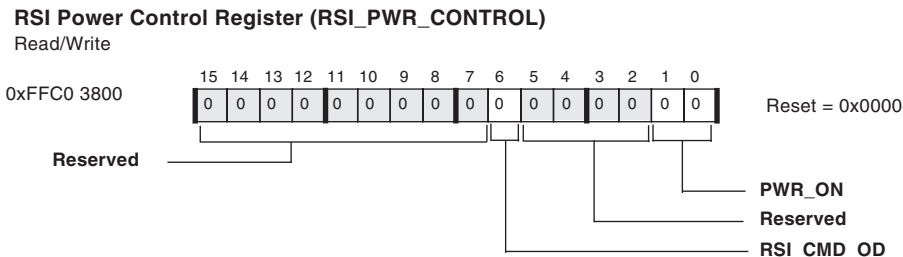 RSI Power Control Register (RSI_PWR_CONTROL)
Read/Write
15 14 13 12 11 10 9 8 7 6 5 4 3 2 1 0
0xFFC0 3800 0 0 0 0 0 0 0 0 0 0 0 0 0 0 0 0 Reset = 0x0000
Reserved
PWR_ON
Reserved
RSI_CMD_OD